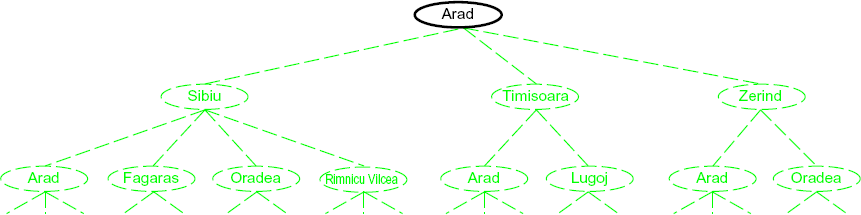 Arad
Sibiu Timisoara Zerind
Arad Fagaras Oradea Rimnicu Vilcea Arad Lugoj Arad Oradea